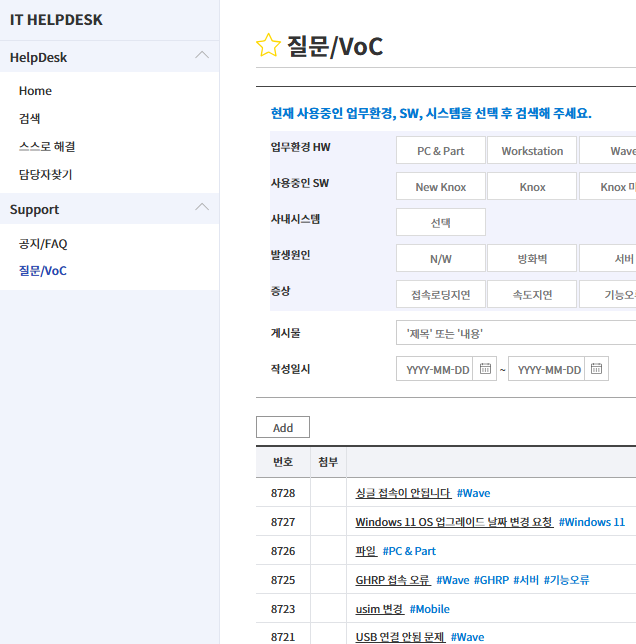 IT HELPDESK
HelpDesk
Home
검색
스스로 해결
담당자찾기
Support
공지/FAQ
질문/VoC
질문/VoC
현재 사용중인 업무환경, SW, 시스템을 선택 후 검색해 주세요.
업무환경 HW PC & Part Workstation Wave
사용중인 SW New Knox Knox Knox
사내시스템 선택
발생원인 N/W 방화벽 서버
증상 접속로딩지연 속도지연 기능오
게시물 '제목' 또는 '내용'
작성일시 YYYY-MM-DD ~ YYYY-MM-DD
Add
번호 첨부
8728 싱글 접속이 안됩니다 #Wave
8727 Windows 11 OS 업그레이드 날짜 변경 요청 #Windows 11
8726 파일 #PC & Part
8725 GHRP 접속 오류 #Wave #GHRP #서버 #기능오류
8723 usim 변경 #Mobile
8721 USB 연결 안됨 문제 #Wave